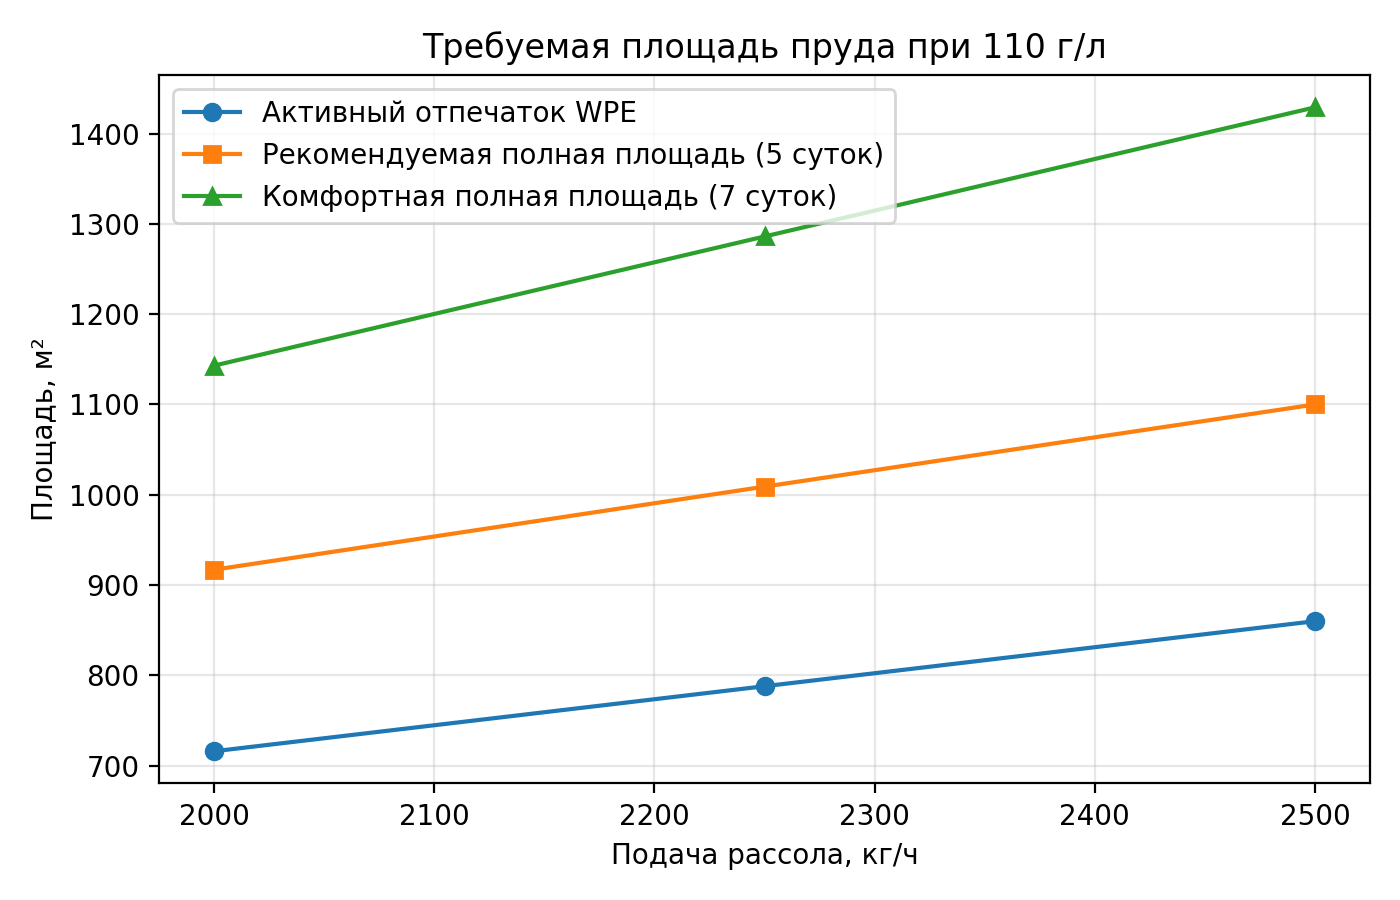 Требуемая площадь пруда при 110 г/л
Активный отпечаток WPE
Рекомендуемая полная площадь (5 суток)
Комфортная полная площадь (7 суток)
Площадь, м²
1400
1300
1200
1100
1000
900
800
700
2000 2100 2200 2300 2400 2500
Подача рассола, кг/ч